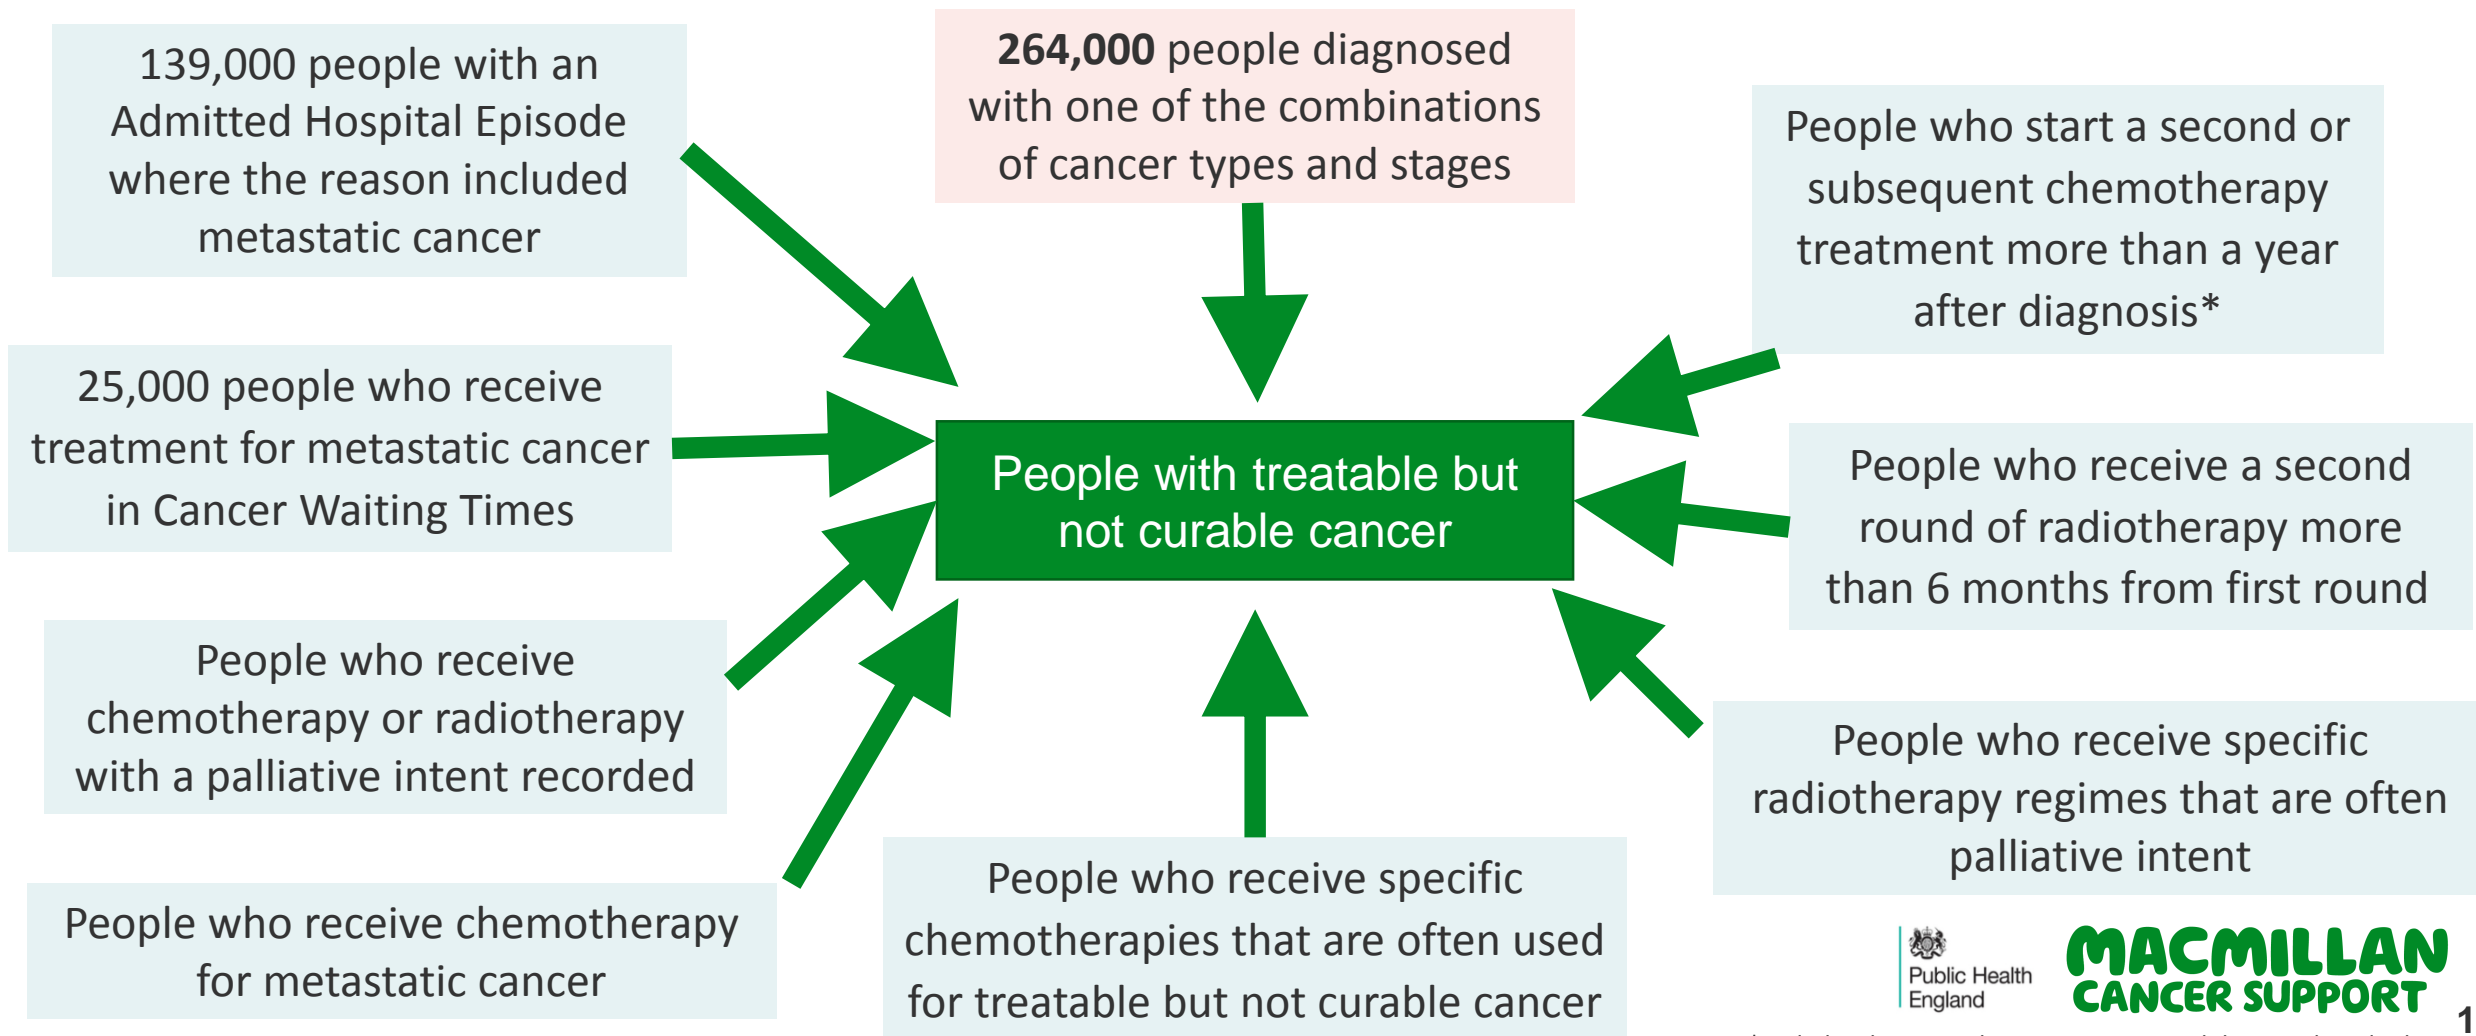 139,000 people with an
Admitted Hospital Episode
where the reason included
metastatic cancer
264,000 people diagnosed
with one of the combinations
of cancer types and stages
People who start a second or
subsequent chemotherapy
treatment more than a year
after diagnosis*
25,000 people who receive
treatment for metastatic cancer
in Cancer Waiting Times
People with treatable but
not curable cancer
People who receive a second
round of radiotherapy more
than 6 months from first round
People who receive
chemotherapy or radiotherapy
with a palliative intent recorded
People who receive specific
radiotherapy regimes that are often
palliative intent
People who receive chemotherapy
for metastatic cancer
People who receive specific
chemotherapies that are often used
for treatable but not curable cancer
Public Health
England
MACMILLAN
CANCER SUPPORT
1